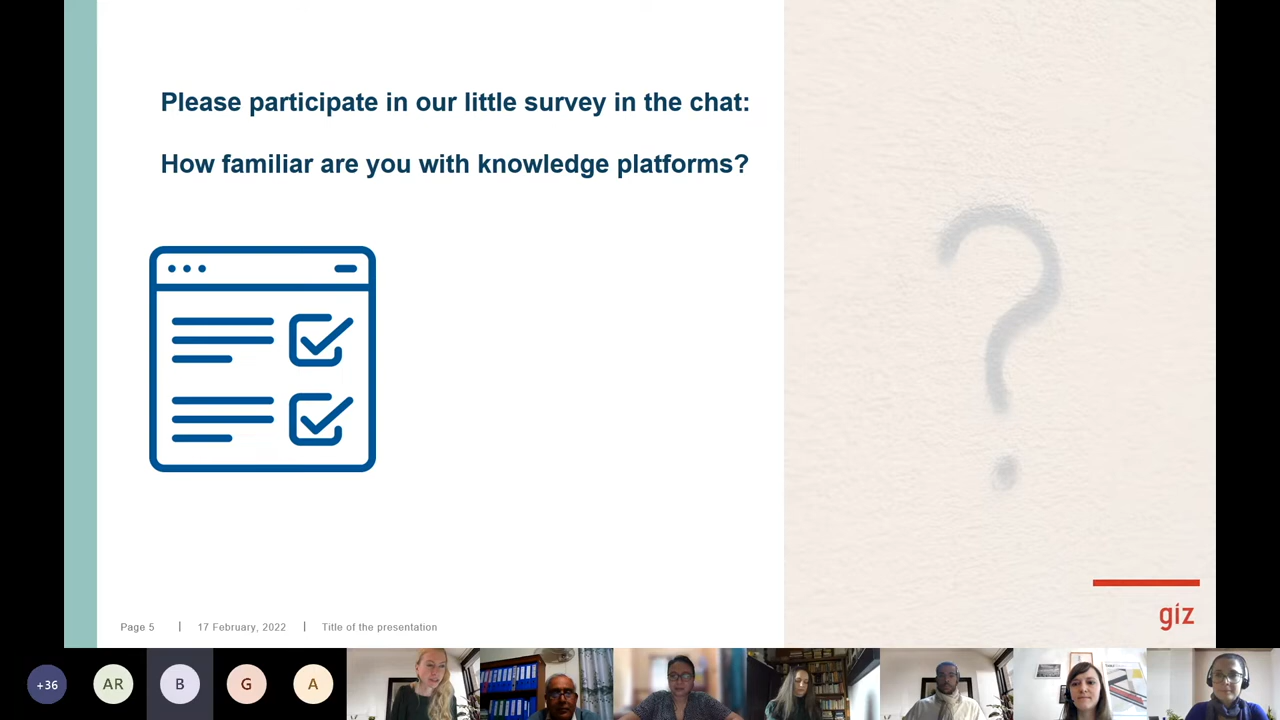 Please participate in our little survey in the chat:
How familiar are you with knowledge platforms?
giz
Page 5 | 17 February, 2022 | Title of the presentation
+36 AR B G A